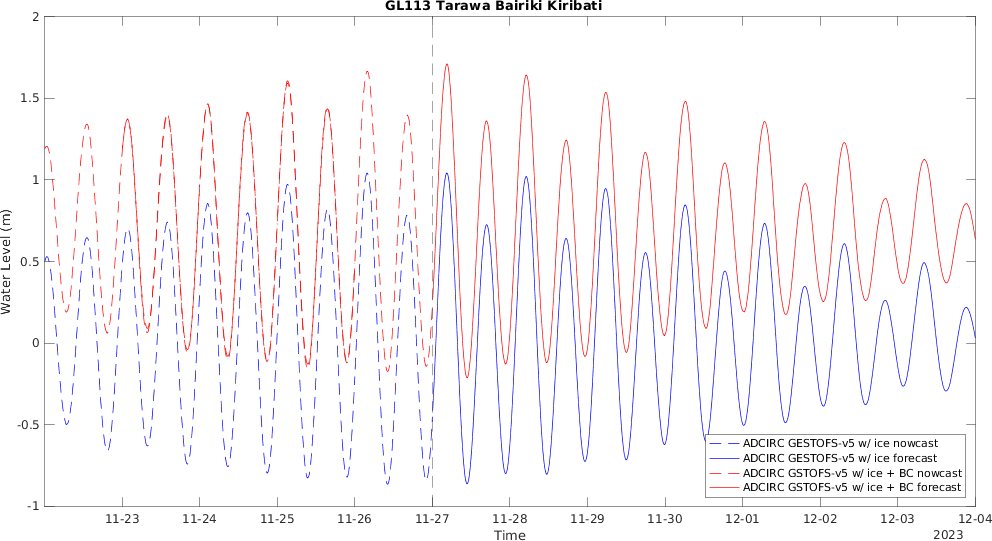 GL113 Tarawa Bairiki Kiribati
2
1.5
1
0.5
0
-0.5
-1
Water Level (m)
11-23
11-24
11-25
11-26
11-27
11-28
11-29
11-30
12-01
12-02
12-03
12-04
Time
2023
ADCIRC GESTOFS-v5 w/ ice nowcast
ADCIRC GESTOFS-v5 w/ ice forecast
ADCIRC GSTOFS-v5 w/ ice + BC nowcast
ADCIRC GSTOFS-v5 w/ ice + BC forecast